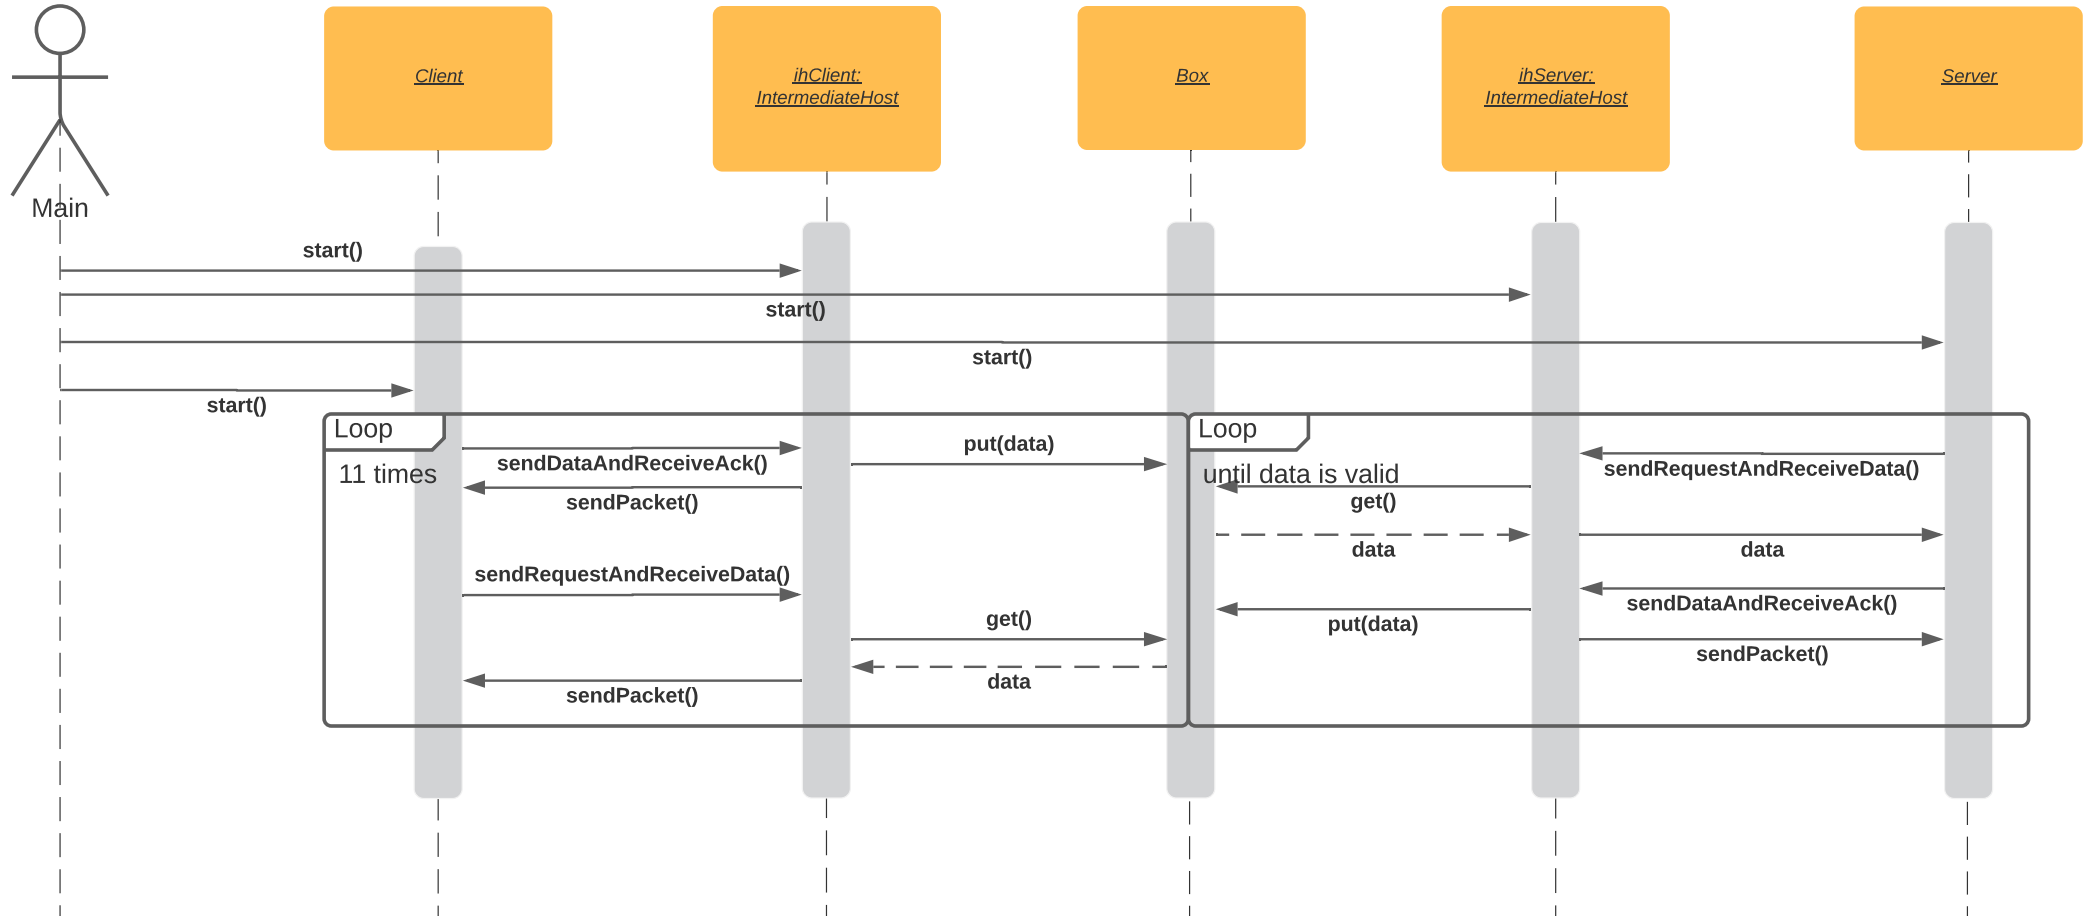 Client
ihClient:
IntermediateHost
Box
ihServer:
IntermediateHost
Server
Main
start()
start()
start()
start()
Loop
11 times
sendDataAndReceiveAck()
put(data)
sendPacket()
sendRequestAndReceiveData()
get()
data
sendPacket()
Loop
until data is valid
sendRequestAndReceiveData()
get()
data
data
sendDataAndReceiveAck()
put(data)
sendPacket()